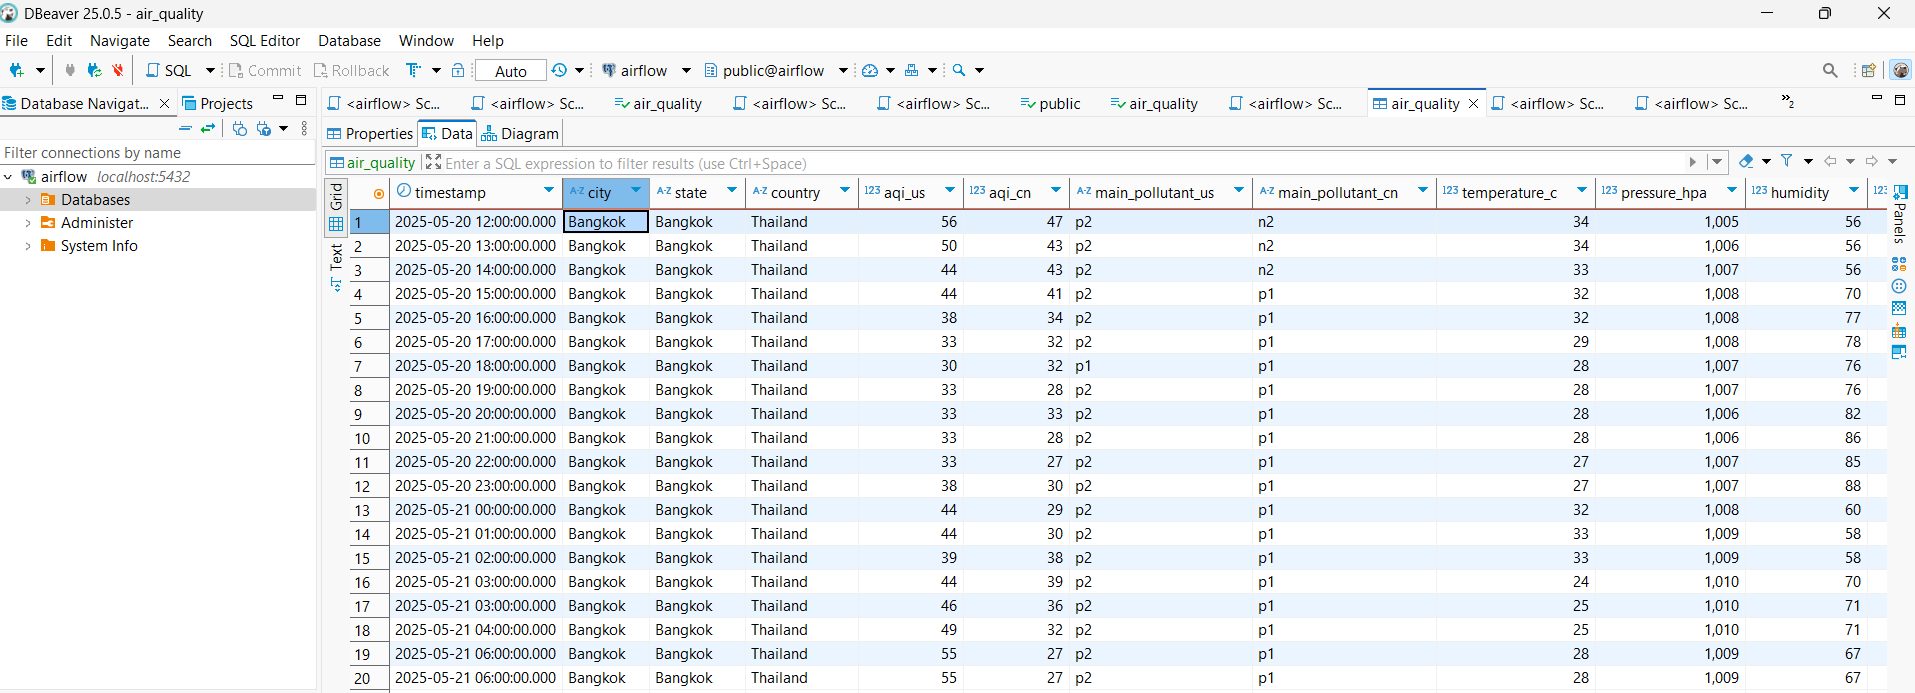 DBeaver 25.0.5 - air_quality
File Edit Navigate Search SQL Editor Database Window Help
SQL Commit Rollback Auto airflow public@airflow
Database Navigat... Projects
<airflow> Sc... <airflow> Sc... air_quality <airflow> Sc... <airflow> Sc... public air_quality <airflow> Sc... air_quality <airflow> Sc... <airflow> Sc... »2
Filter connections by name
airflow localhost:5432
Databases
Administer
System Info
Properties Data Diagram
air_quality Enter a SQL expression to filter results (use Ctrl+Space)
Grid
Text
Panels
timestamp A-Z city A-Z state A-Z country 123 aqi_us 123 aqi_cn A-Z main_pollutant_us A-Z main_pollutant_cn 123 temperature_c 123 pressure_hpa 123 humidity 123
1 2025-05-20 12:00:00.000 Bangkok Bangkok Thailand 56 47 p2 n2 34 1,005 56
2 2025-05-20 13:00:00.000 Bangkok Bangkok Thailand 50 43 p2 n2 34 1,006 56
3 2025-05-20 14:00:00.000 Bangkok Bangkok Thailand 44 43 p2 n2 33 1,007 56
4 2025-05-20 15:00:00.000 Bangkok Bangkok Thailand 44 41 p2 p1 32 1,008 70
5 2025-05-20 16:00:00.000 Bangkok Bangkok Thailand 38 34 p2 p1 32 1,008 77
6 2025-05-20 17:00:00.000 Bangkok Bangkok Thailand 33 32 p2 p1 29 1,008 78
7 2025-05-20 18:00:00.000 Bangkok Bangkok Thailand 30 32 p1 p1 28 1,007 76
8 2025-05-20 19:00:00.000 Bangkok Bangkok Thailand 33 28 p2 p1 28 1,007 76
9 2025-05-20 20:00:00.000 Bangkok Bangkok Thailand 33 33 p2 p1 28 1,006 82
10 2025-05-20 21:00:00.000 Bangkok Bangkok Thailand 33 28 p2 p1 28 1,006 86
11 2025-05-20 22:00:00.000 Bangkok Bangkok Thailand 33 27 p2 p1 27 1,007 85
12 2025-05-20 23:00:00.000 Bangkok Bangkok Thailand 38 30 p2 p1 27 1,007 88
13 2025-05-21 00:00:00.000 Bangkok Bangkok Thailand 44 29 p2 p1 32 1,008 60
14 2025-05-21 01:00:00.000 Bangkok Bangkok Thailand 44 30 p2 p1 33 1,009 58
15 2025-05-21 02:00:00.000 Bangkok Bangkok Thailand 39 38 p2 p1 33 1,009 58
16 2025-05-21 03:00:00.000 Bangkok Bangkok Thailand 44 39 p2 p1 24 1,010 70
17 2025-05-21 03:00:00.000 Bangkok Bangkok Thailand 46 36 p2 p1 25 1,010 71
18 2025-05-21 04:00:00.000 Bangkok Bangkok Thailand 49 32 p2 p1 25 1,010 71
19 2025-05-21 06:00:00.000 Bangkok Bangkok Thailand 55 27 p2 p1 28 1,009 67
20 2025-05-21 06:00:00.000 Bangkok Bangkok Thailand 55 27 p2 p1 28 1,009 67